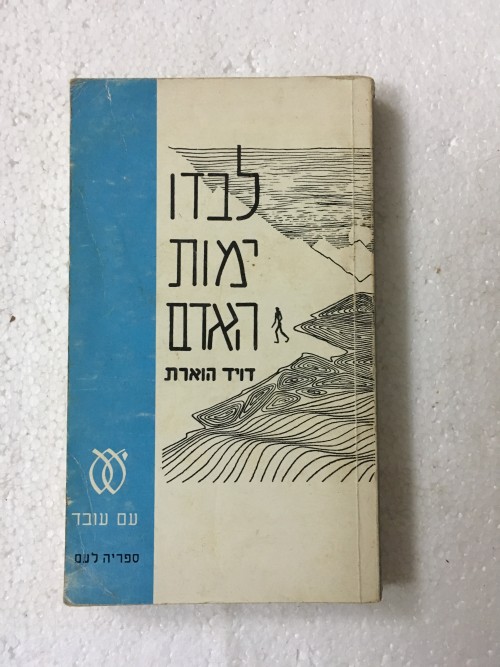 לבדו
ימות
האדם
דויד הוארת
עם עובד
ספריה לעם